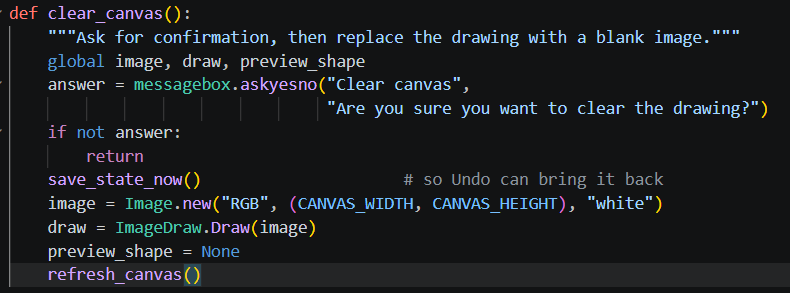 def clear_canvas():
    """Ask for confirmation, then replace the drawing with a blank image."""
    global image, draw, preview_shape
    answer = messagebox.askyesno("Clear canvas",
                                 "Are you sure you want to clear the drawing?")
    if not answer:
        return
    save_state_now()                     # so Undo can bring it back
    image = Image.new("RGB", (CANVAS_WIDTH, CANVAS_HEIGHT), "white")
    draw = ImageDraw.Draw(image)
    preview_shape = None
    refresh_canvas()